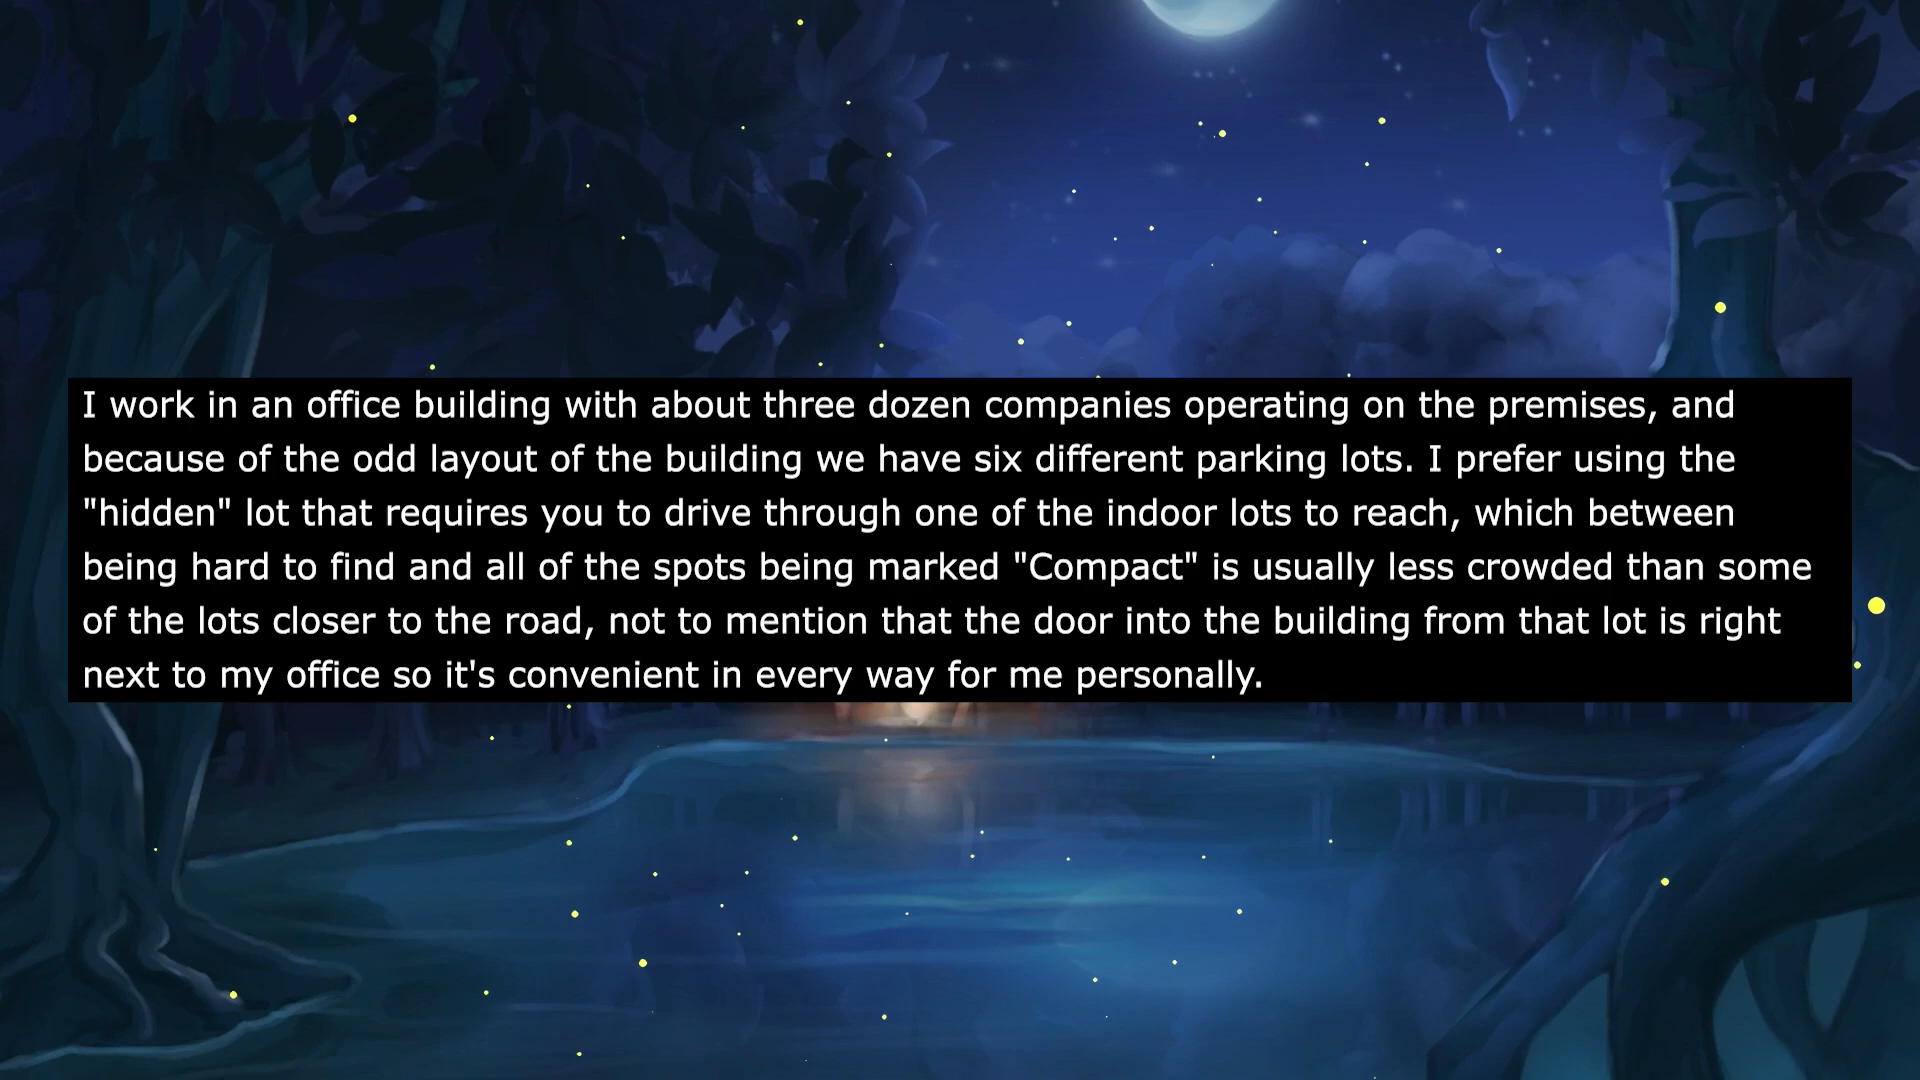 I work in an office building with about three dozen companies operating on the premises, and
because of the odd layout of the building we have six different parking lots. I prefer using the
"hidden" lot that requires you to drive through one of the indoor lots to reach, which between
being hard to find and all of the spots being marked "Compact" is usually less crowded than some
of the lots closer to the road, not to mention that the door into the building from that lot is right
next to my office so it's convenient in every way for me personally.